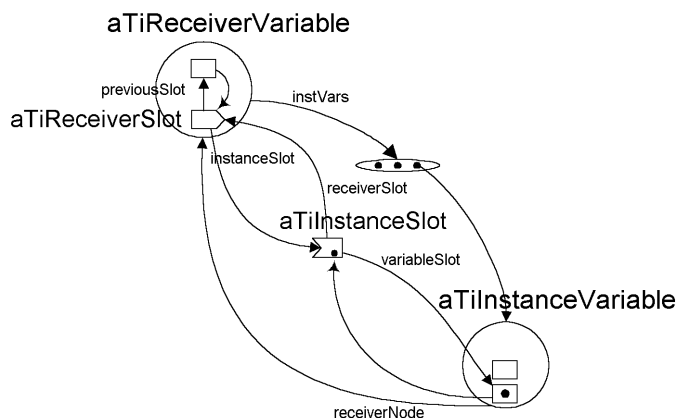 aTiReceiverVariable
previousSlot
instVars
aTiReceiverSlot
instanceSlot
receiverSlot
aTiInstanceSlot
variableSlot
aTiInstanceVariable
receiverNode